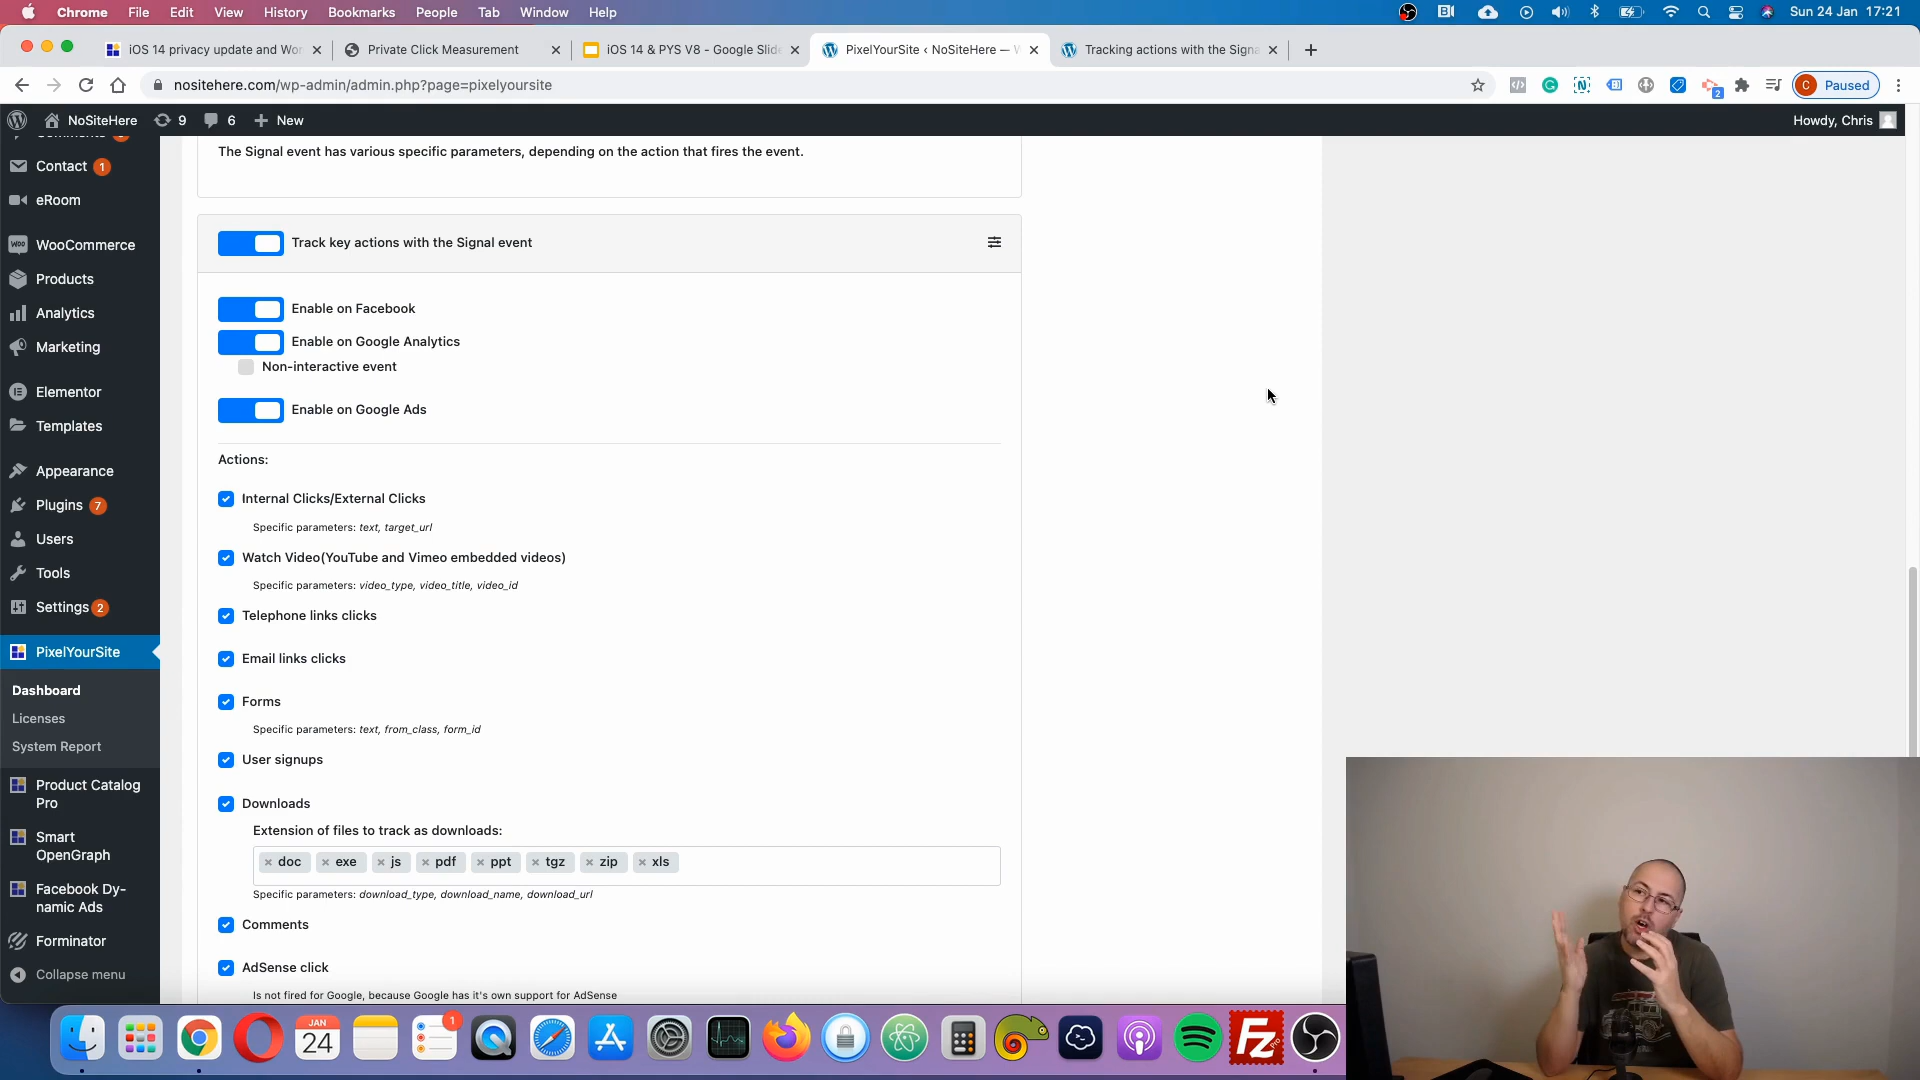 Chrome File Edit View History Bookmarks People Tab Window Help
Sun 24 Jan 17:21
iOS 14 privacy update and Wor
Private Click Measurement
iOS 14 & PYS V8 - Google Slide
PixelYourSite ‹ NoSiteHere — W
Tracking actions with the Signa
nositehere.com/wp-admin/admin.php?page=pixelyoursite
2
C Paused
NoSiteHere 9 6 New
Howdy, Chris
Comments
Contact 1
eRoom
WooCommerce
Products
Analytics
Marketing
Elementor
Templates
Appearance
Plugins 7
Users
Tools
Settings 2
PixelYourSite
Dashboard
Licenses
System Report
Product Catalog
Pro
Smart
OpenGraph
Facebook Dy-
namic Ads
Forminator
Collapse menu
The Signal event has various specific parameters, depending on the action that fires the event.
Track key actions with the Signal event
Enable on Facebook
Enable on Google Analytics
Non-interactive event
Enable on Google Ads
Actions:
Internal Clicks/External Clicks
Specific parameters: text, target_url
Watch Video(YouTube and Vimeo embedded videos)
Specific parameters: video_type, video_title, video_id
Telephone links clicks
Email links clicks
Forms
Specific parameters: text, from_class, form_id
User signups
Downloads
Extension of files to track as downloads:
× doc × exe × js × pdf × ppt × tgz × zip × xls
Specific parameters: download_type, download_name, download_url
Comments
AdSense click
Is not fired for Google, because Google has it's own support for AdSense
JAN
24
1
FZ